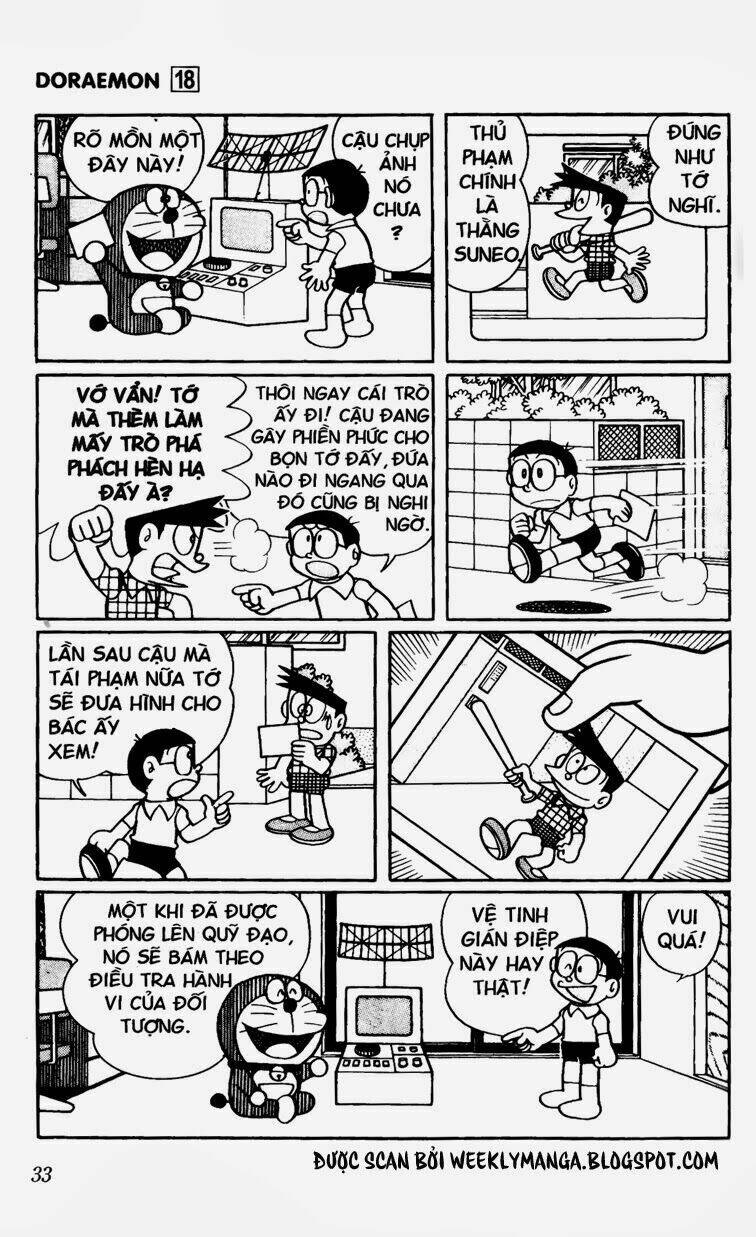 DORAEMON 18
ĐÚNG
NHƯ
TỚ
NGHĨ.
THỦ
PHẠM
CHÍNH
LÀ
THẰNG
SUNEO.
CẬU CHỤP
ẢNH
NÓ
CHƯA
?
RÕ MỒN MỘT
ĐÂY NÀY!
THÔI NGAY CÁI TRÒ
ẤY ĐI! CẬU ĐANG
GÂY PHIỀN PHỨC CHO
BỌN TỚ ĐẤY, ĐỨA
NÀO ĐI NGANG QUA
ĐÓ CŨNG BỊ NGHI
NGỜ.
VỚ VẨN! TỚ
MÀ THÈM LÀM
MẤY TRÒ PHÁ
PHÁCH HÈN HẠ
ĐẤY À?
LẦN SAU CẬU MÀ
TÁI PHẠM NỮA TỚ
SẼ ĐƯA HÌNH CHO
BÁC ẤY
XEM!
VUI
QUÁ!
VỆ TINH
GIÁN ĐIỆP
NÀY HAY
THẬT!
MỘT KHI ĐÃ ĐƯỢC
PHÓNG LÊN QUỸ ĐẠO,
NÓ SẼ BÁM THEO
ĐIỀU TRA HÀNH
VI CỦA ĐỐI
TƯỢNG.
33
ĐƯỢC SCAN BỞI WEEKLYMANGA.BLOGSPOT.COM